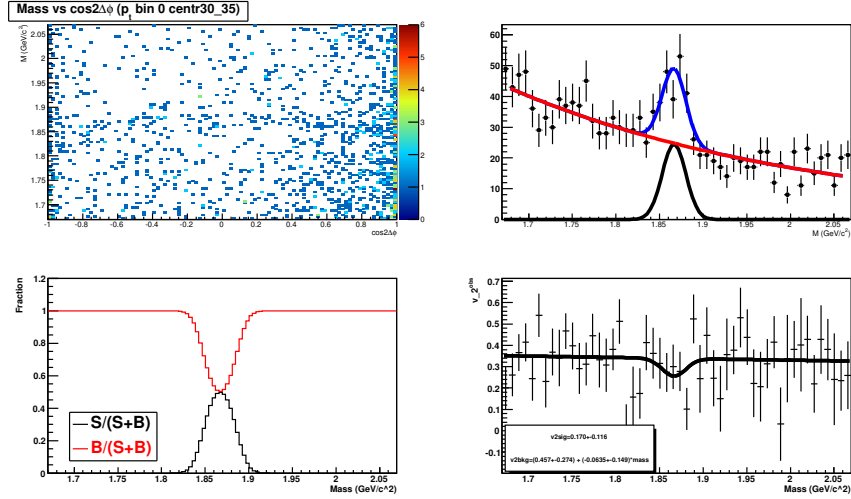 Mass vs cos2Δϕ (p_t bin 0 centr30_35)
M (GeV/c²)
2.05
2
1.95
1.9
1.85
1.8
1.75
1.7
-1 -0.8 -0.6 -0.4 -0.2 0 0.2 0.4 0.6 0.8 1
cos2Δϕ
6
5
4
3
2
1
0
60
50
40
30
20
10
0
1.7 1.75 1.8 1.85 1.9 1.95 2 2.05
M (GeV/c²)
Fraction
1.2
1
0.8
0.6
0.4
0.2
0
S/(S+B)
B/(S+B)
1.7 1.75 1.8 1.85 1.9 1.95 2 2.05
Mass (GeV/c^2)
v_2^obs
0.7
0.6
0.5
0.4
0.3
0.2
0.1
0
-0.1
v2sig=0.170+-0.116
v2bkg=(0.457+-0.274) + (-0.0635+-0.149)*mass
1.7 1.75 1.8 1.85 1.9 1.95 2 2.05
Mass (GeV/c^2)